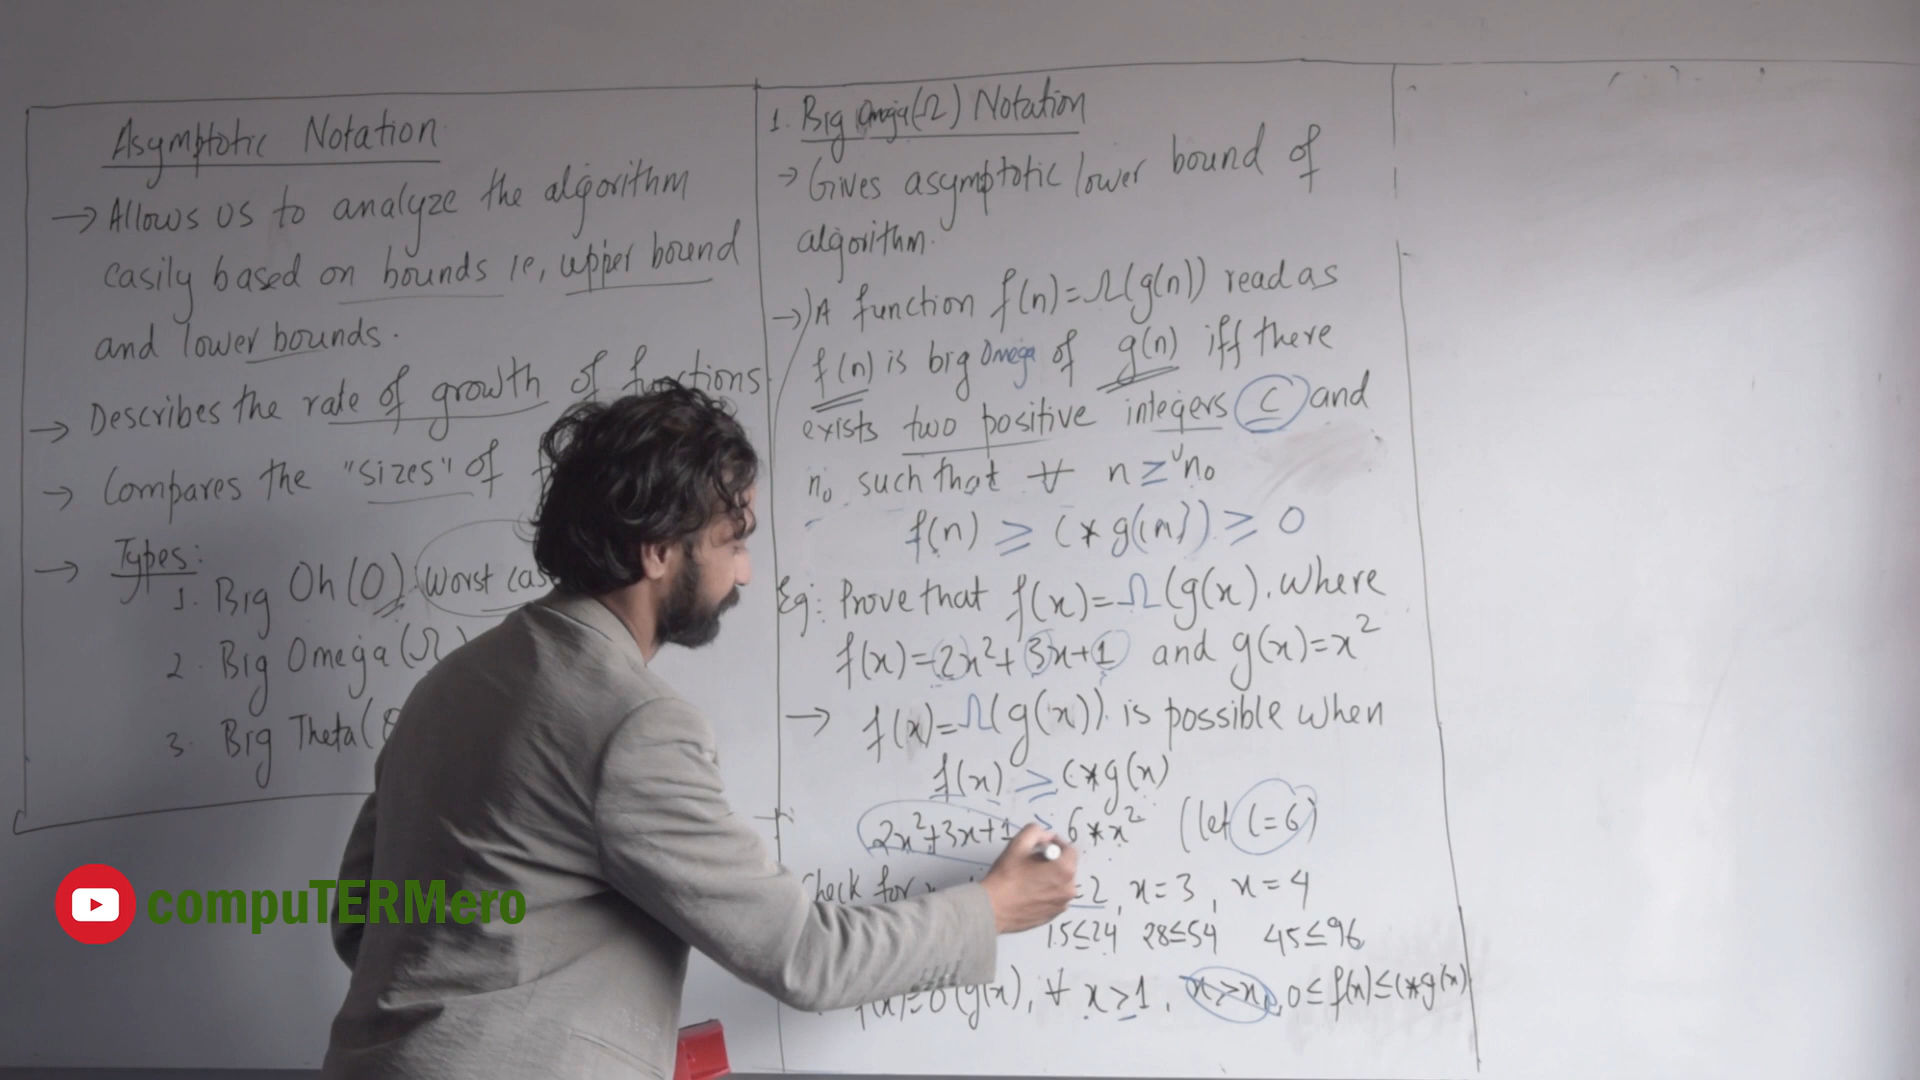 Asymptotic Notation
→ Allows us to analyze the algorithm
easily based on bounds ie, upper bound
and lower bounds.
→ Describes the rate of growth of functions
→ Compares the "sizes" of
→ Types:
1. Big Oh (O) Worst cas
2. Big Omega (Ω)
3. Big Theta (θ
1. Big Omega(Ω) Notation
→ Gives asymptotic lower bound of
algorithm.
→ A function f(n)=Ω(g(n)) read as
f(n) is big Omega of g(n) iff there
exists two positive integers c and
n₀ such that ∀ n ≥ n₀
f(n) ≥ C*g(n) ≥ 0
Eg: Prove that f(x)=Ω(g(x). where
f(x)=2x²+3x+1 and g(x)=x²
→ f(x)=Ω(g(x)) is possible when
f(x) ≥ C*g(x)
2x²+3x+1 ≥ 6*x² (let C=6)
Check for =2, x=3, x=4
15≤24 28≤54 45≤96
f(x)=O(g(x), ∀ x>1, 0≤f(x)≤C*g(x)
compuTERMero